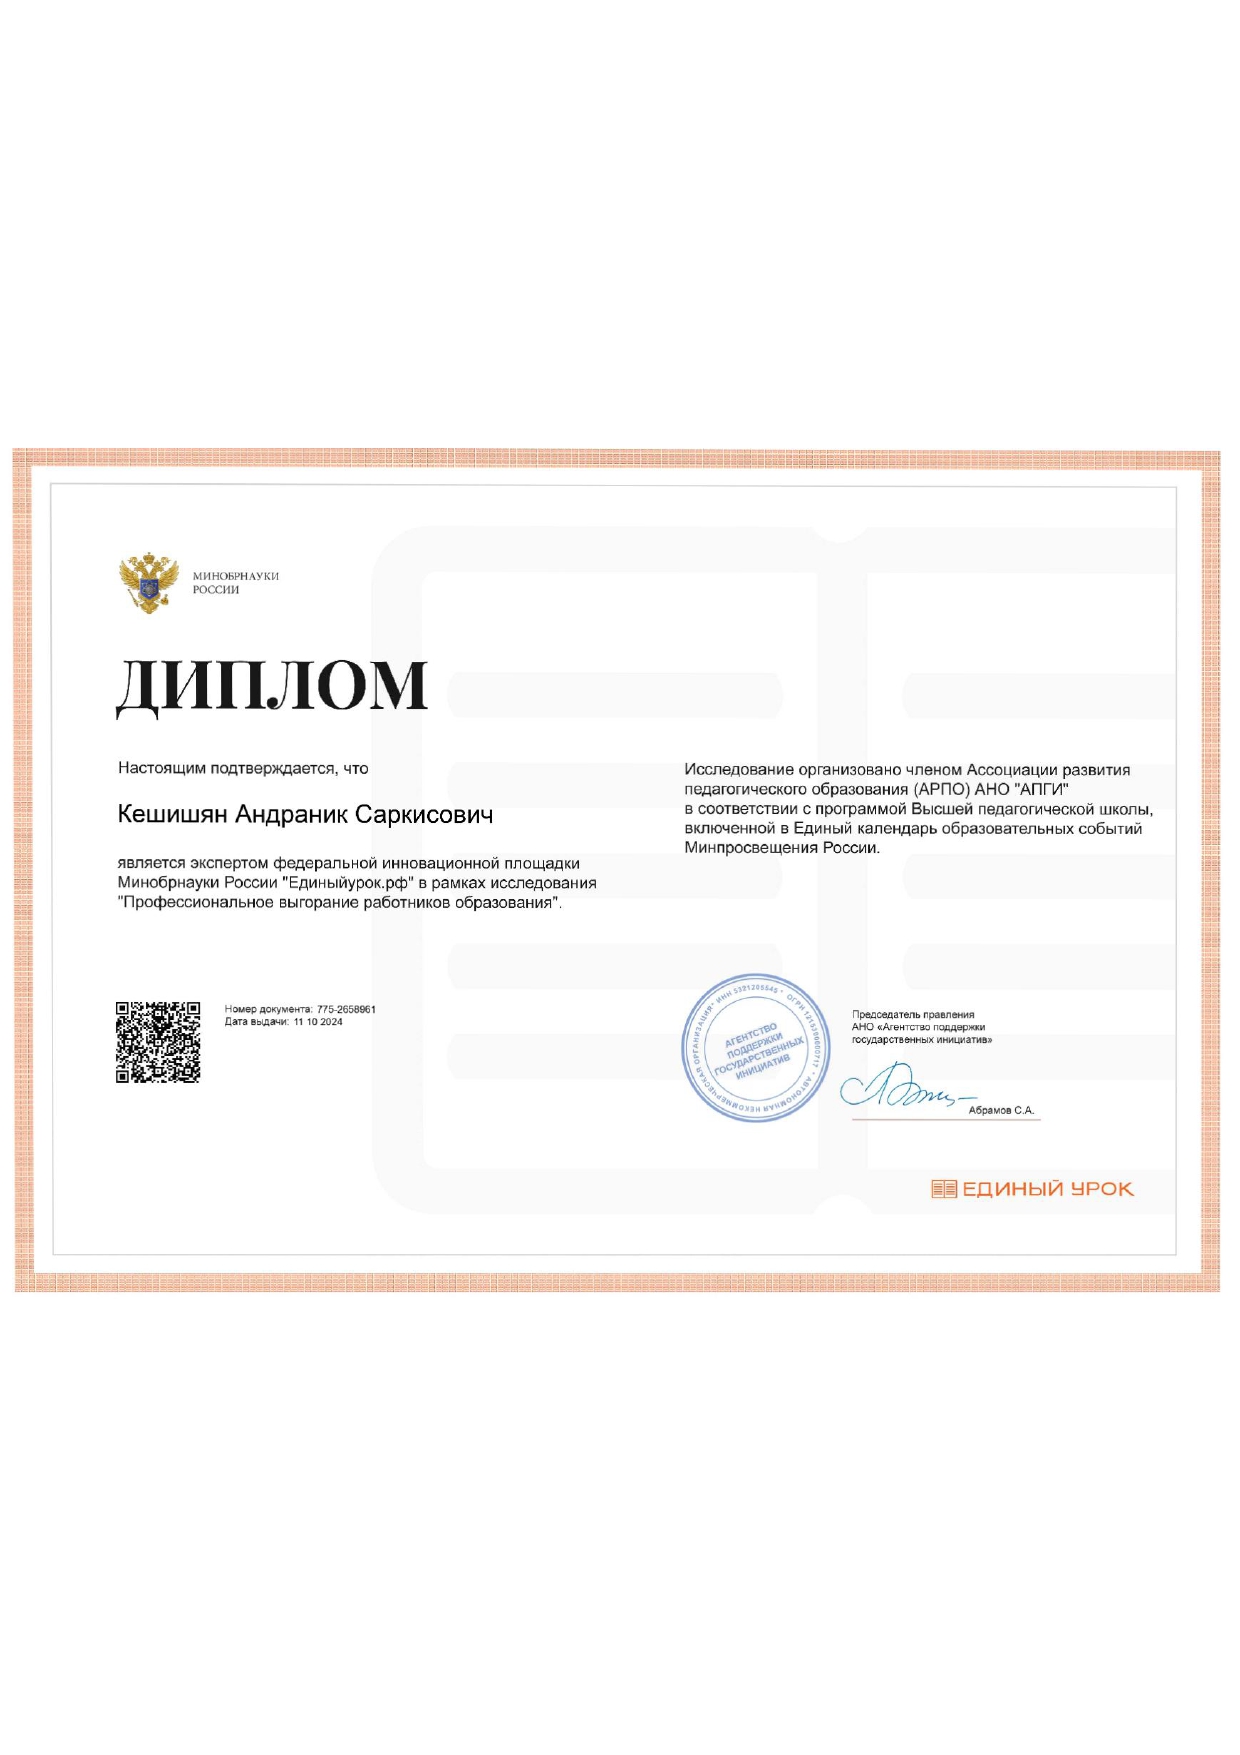 МИНОБРНАУКИ
РОССИИ
ДИПЛОМ
Настоящим подтверждается, что
Кешишян Андраник Саркисович
является экспертом федеральной инновационной площадки
Минобрнауки России "Единыйурок.рф" в рамках исследования
"Профессиональное выгорание работников образования".
Исследование организовано членом Ассоциации развития
педагогического образования (АРПО) АНО "АПГИ"
в соответствии с программой Высшей педагогической школы,
включенной в Единый календарь образовательных событий
Минпросвещения России.
Номер документа: 775-2658961
Дата выдачи: 11 10 2024
АВТОНОМНАЯ НЕКОММЕРЧЕСКАЯ ОРГАНИЗАЦИЯ* ИНН 5321205545 * ОГРН
АГЕНТСТВО
ПОДДЕРЖКИ
ГОСУДАРСТВЕННЫХ
ИНИЦИАТИВ
Председатель правления
АНО «Агентство поддержки
государственных инициатив»
Абрамов С.А.
ЕДИНЫЙ УРОК